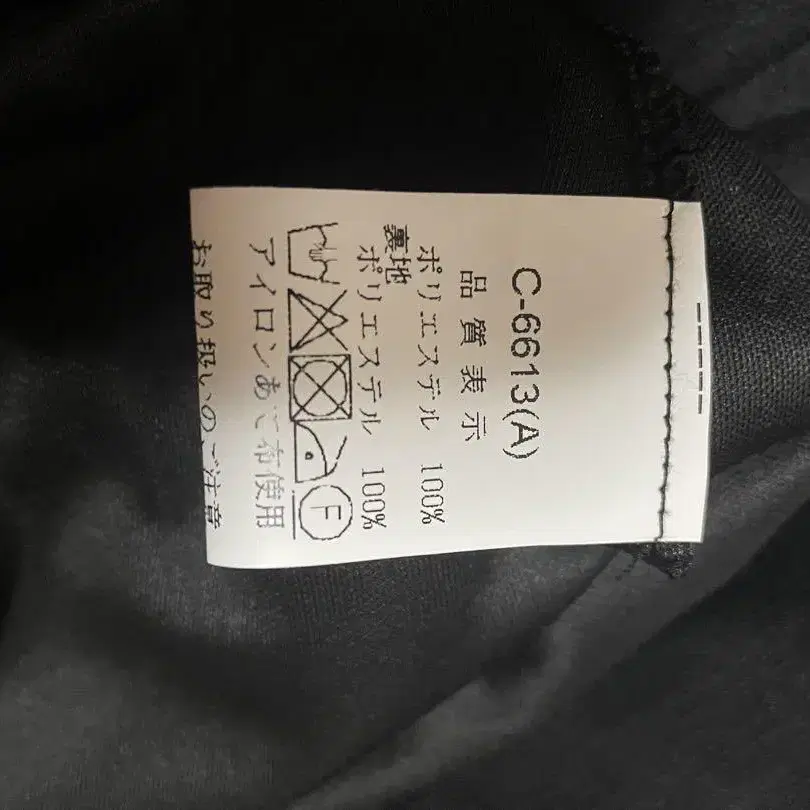 C-6613(A)
品質表示
ポリエステル 100%
裏地
ポリエステル 100%
F
アイロンあて布使用
お取り扱いのご注意